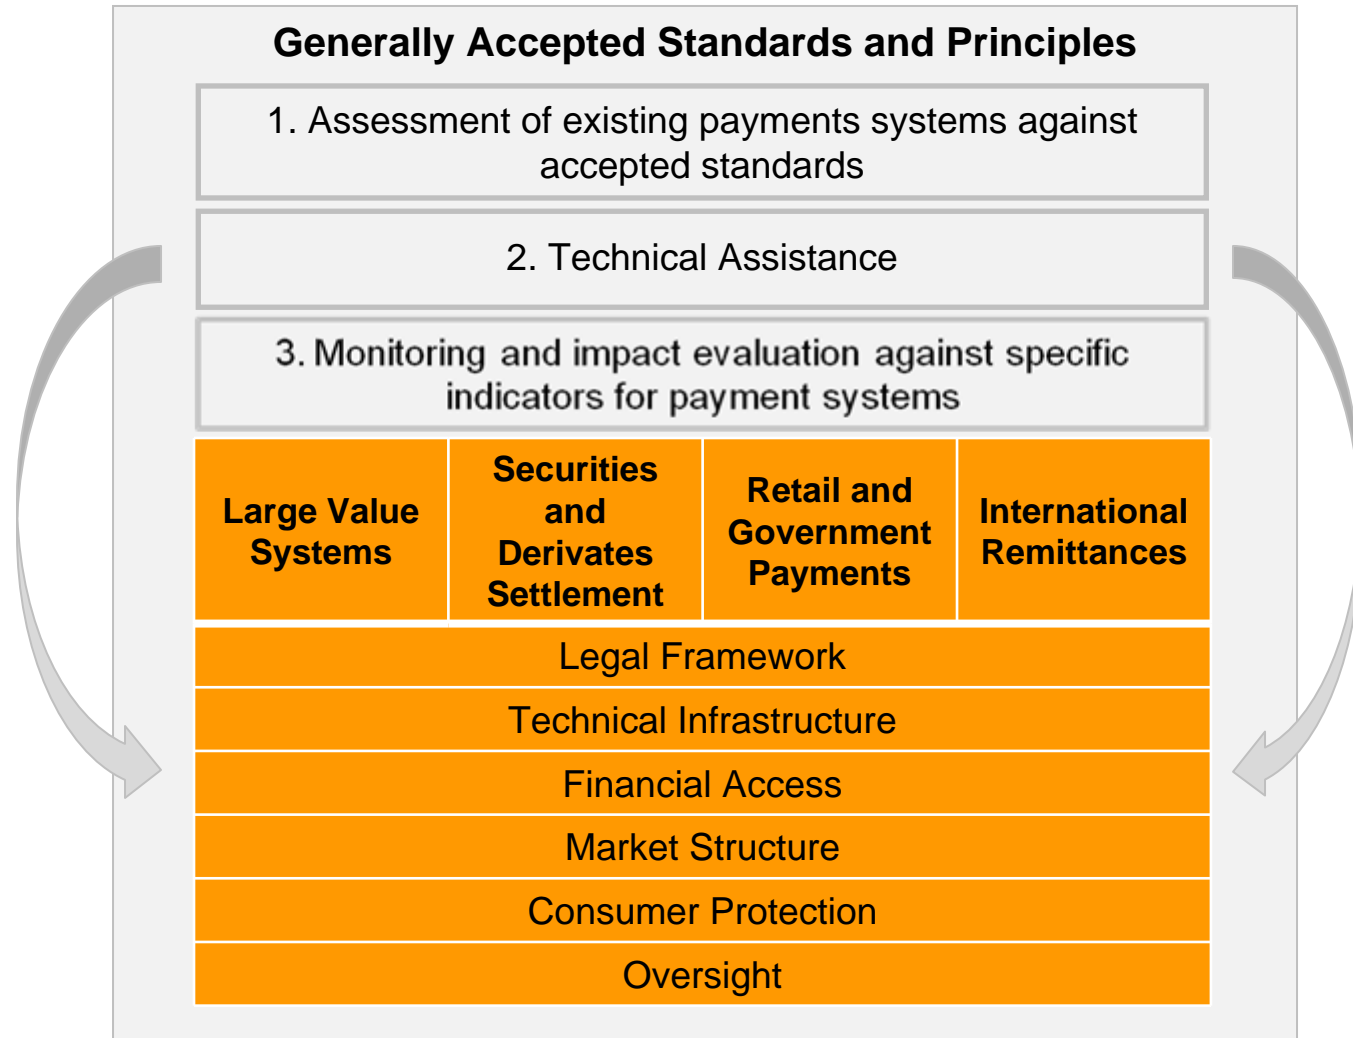 Generally Accepted Standards and Principles
1. Assessment of existing payments systems against
accepted standards
2. Technical Assistance
3. Monitoring and impact evaluation against specific
indicators for payment systems
Large Value
Systems
Securities
and
Derivates
Settlement
Retail and
Government
Payments
International
Remittances
Legal Framework
Technical Infrastructure
Financial Access
Market Structure
Consumer Protection
Oversight